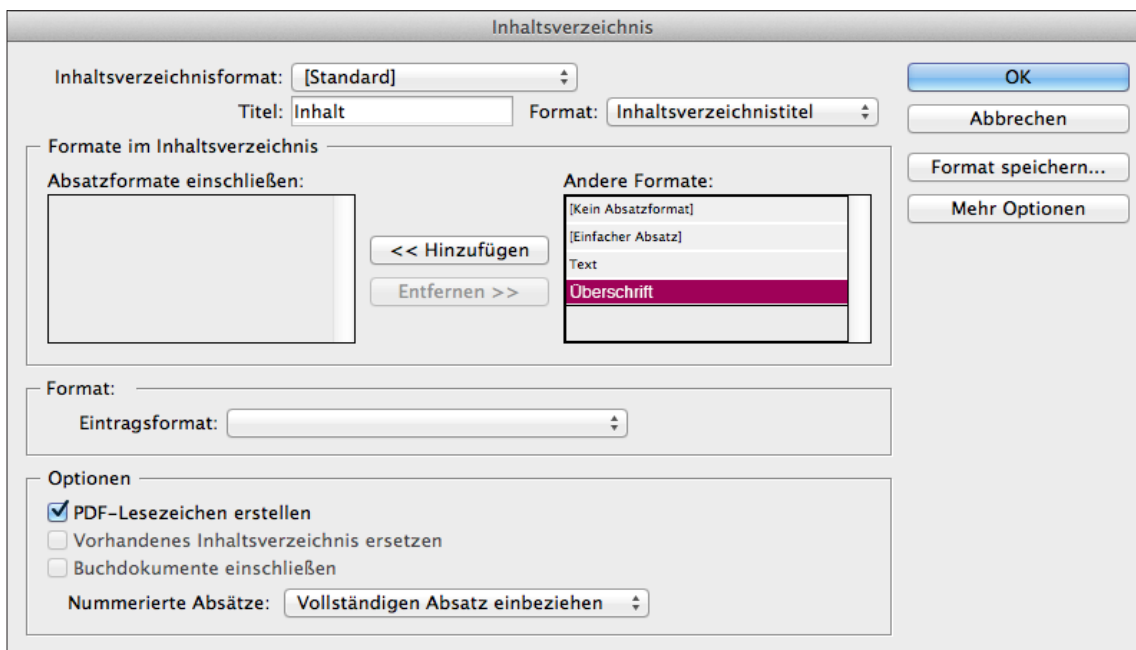 Inhaltsverzeichnis
Inhaltsverzeichnisformat: [Standard]
OK
Titel: Inhalt Format: Inhaltsverzeichnistitel
Abbrechen
Formate im Inhaltsverzeichnis
Format speichern...
Absatzformate einschließen: Andere Formate:
Mehr Optionen
[Kein Absatzformat]
[Einfacher Absatz]
<< Hinzufügen
Text
Entfernen >>
Überschrift
Format:
Eintragsformat:
Optionen
PDF-Lesezeichen erstellen
Vorhandenes Inhaltsverzeichnis ersetzen
Buchdokumente einschließen
Nummerierte Absätze: Vollständigen Absatz einbeziehen